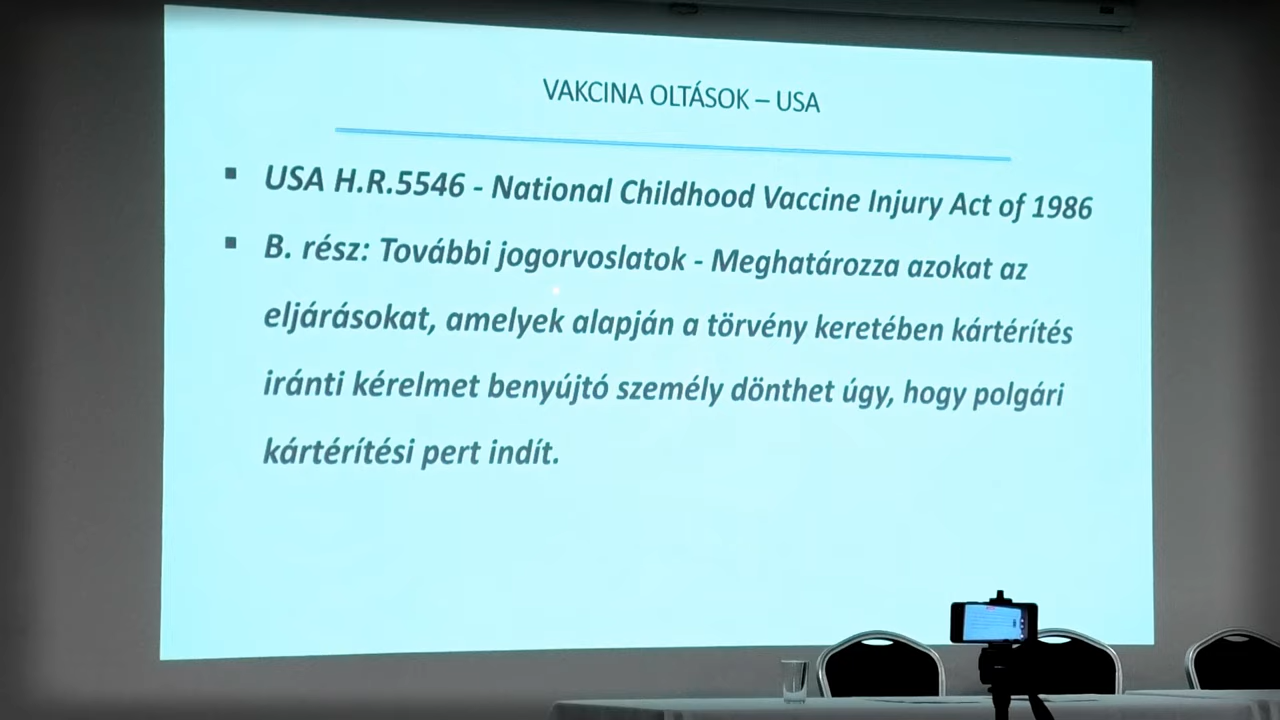 VAKCINA OLTÁSOK – USA
▪ USA H.R.5546 - National Childhood Vaccine Injury Act of 1986
▪ B. rész: További jogorvoslatok - Meghatározza azokat az
eljárásokat, amelyek alapján a törvény keretében kártérítés
iránti kérelmet benyújtó személy dönthet úgy, hogy polgári
kártérítési pert indít.